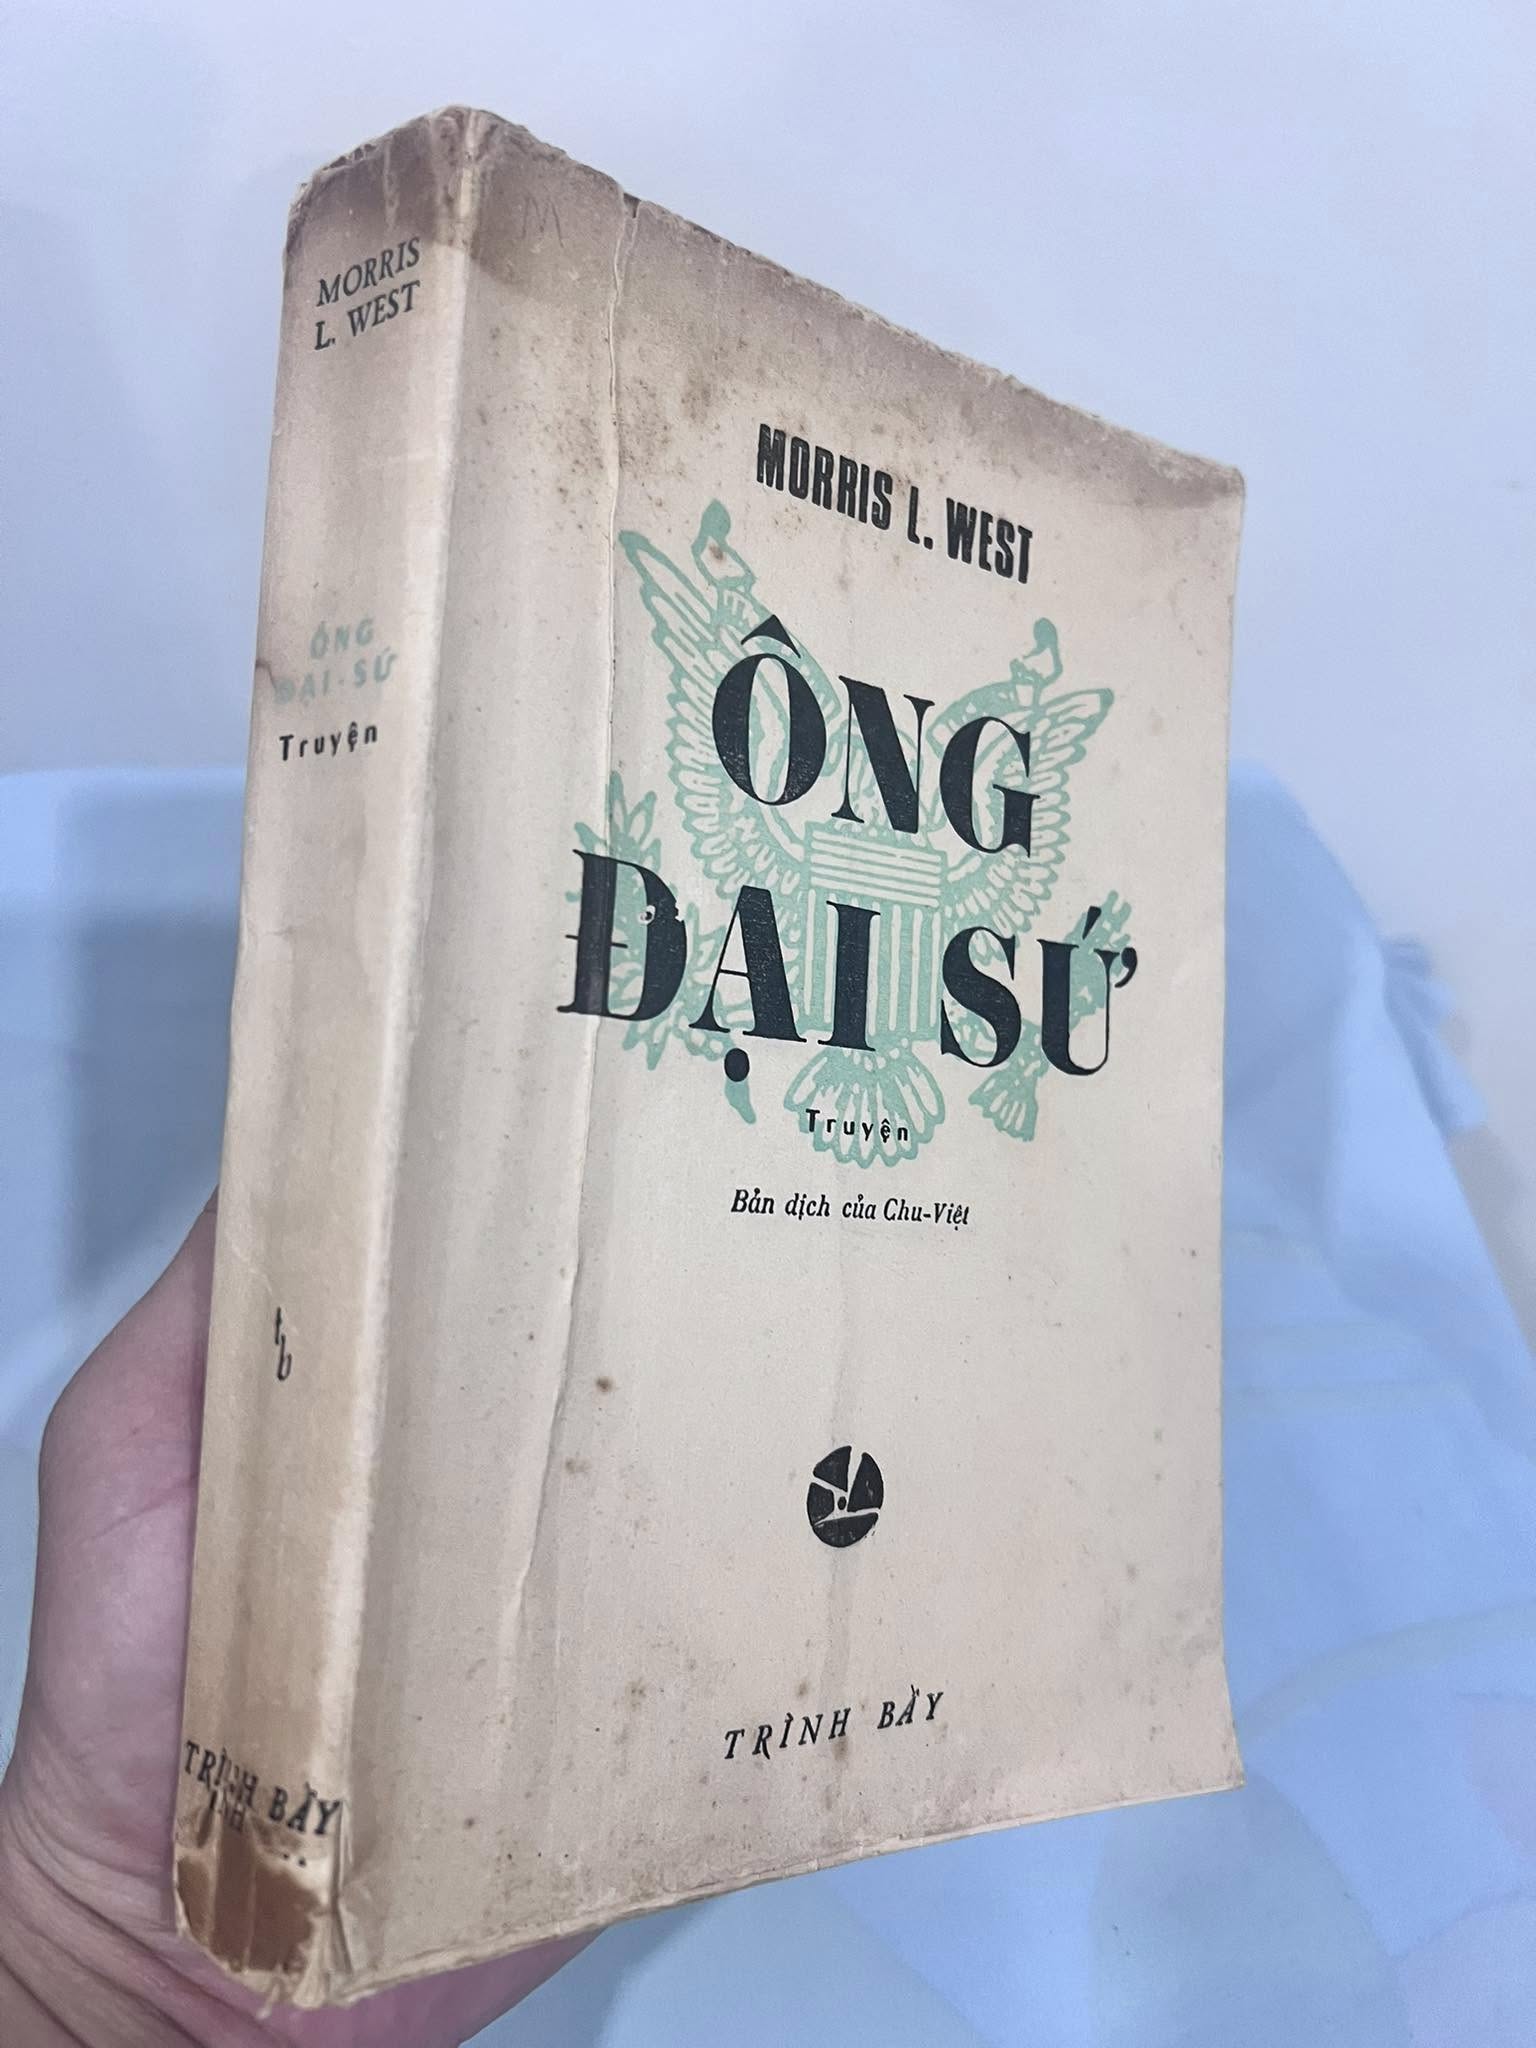 MORRIS
L. WEST
ÔNG
ĐẠI-SỨ
Truyện
tb
TRÌNH BẦY
M
MORRIS L. WEST
ÔNG
ĐẠI SỨ
Truyện
Bản dịch của Chu-Việt
TRÌNH BẦY